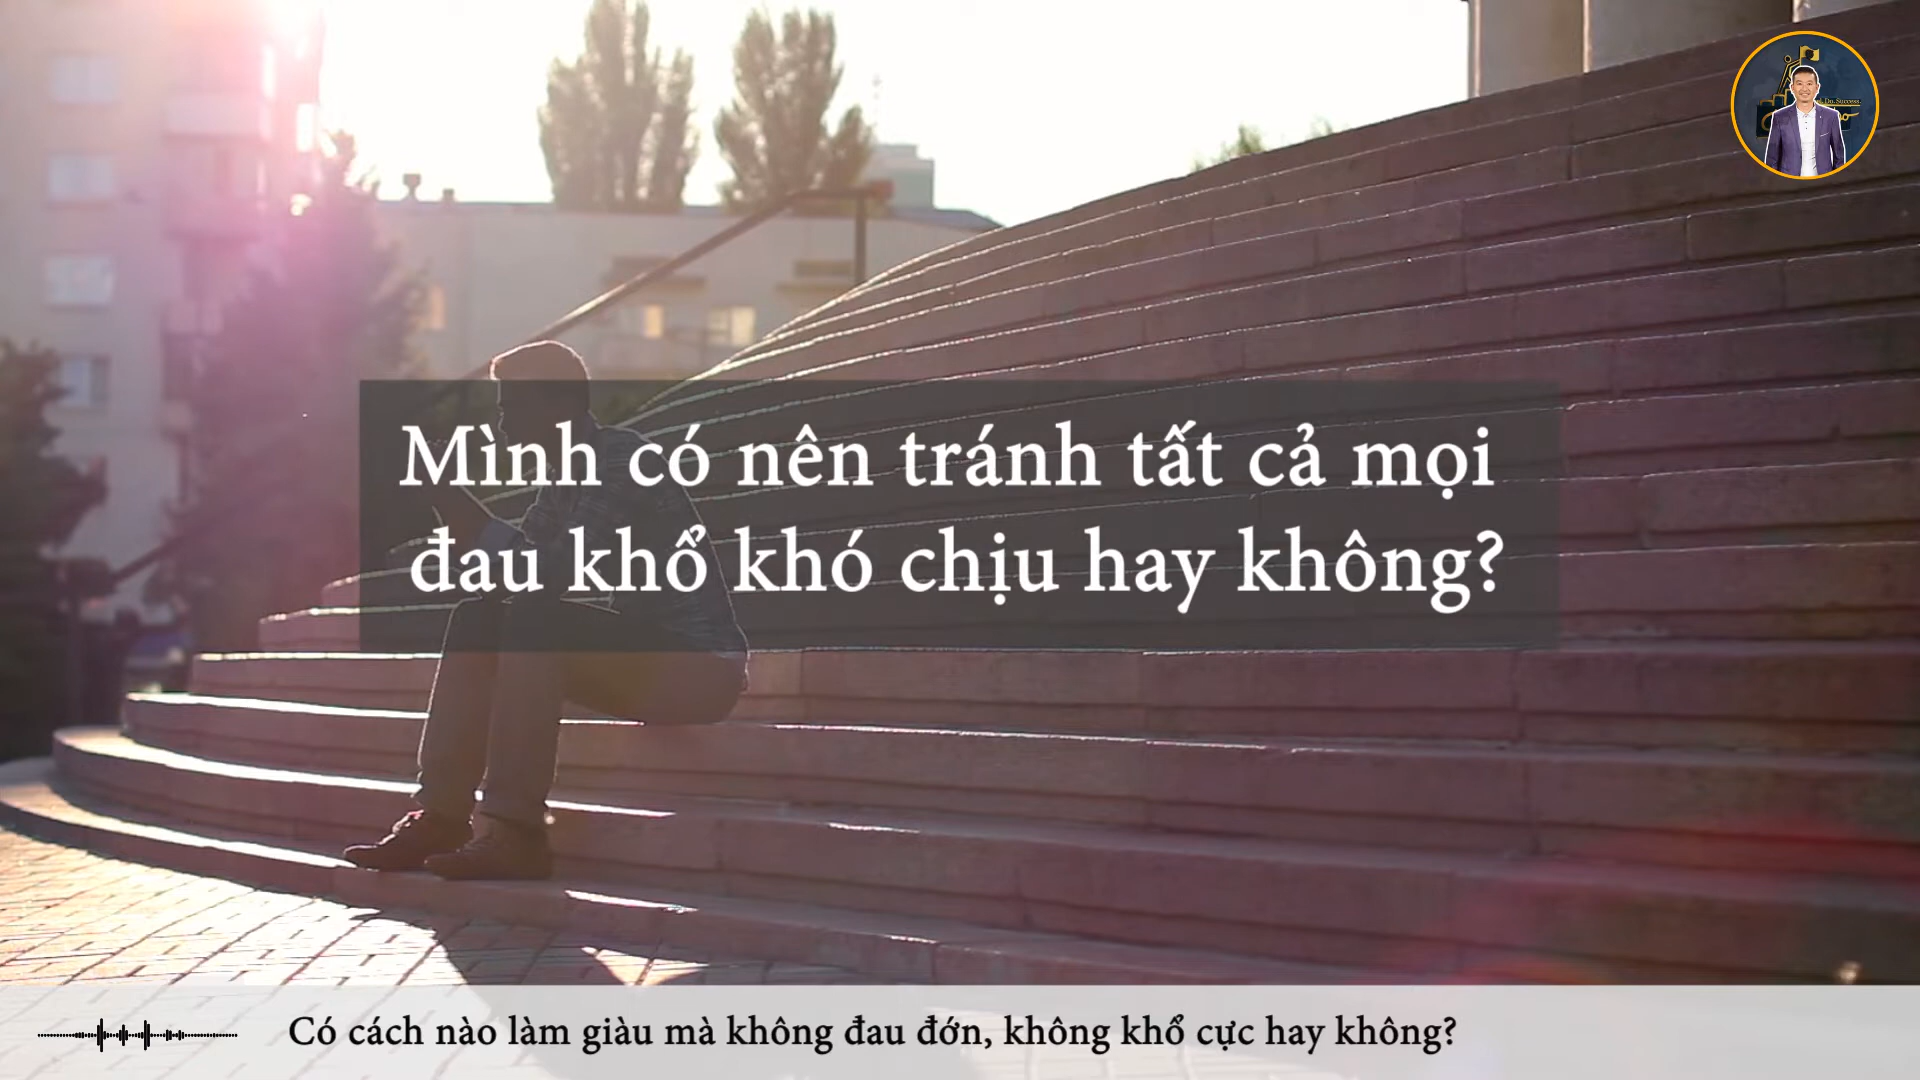 Mình có nên tránh tất cả mọi
đau khổ khó chịu hay không?
Có cách nào làm giàu mà không đau đớn, không khổ cực hay không?